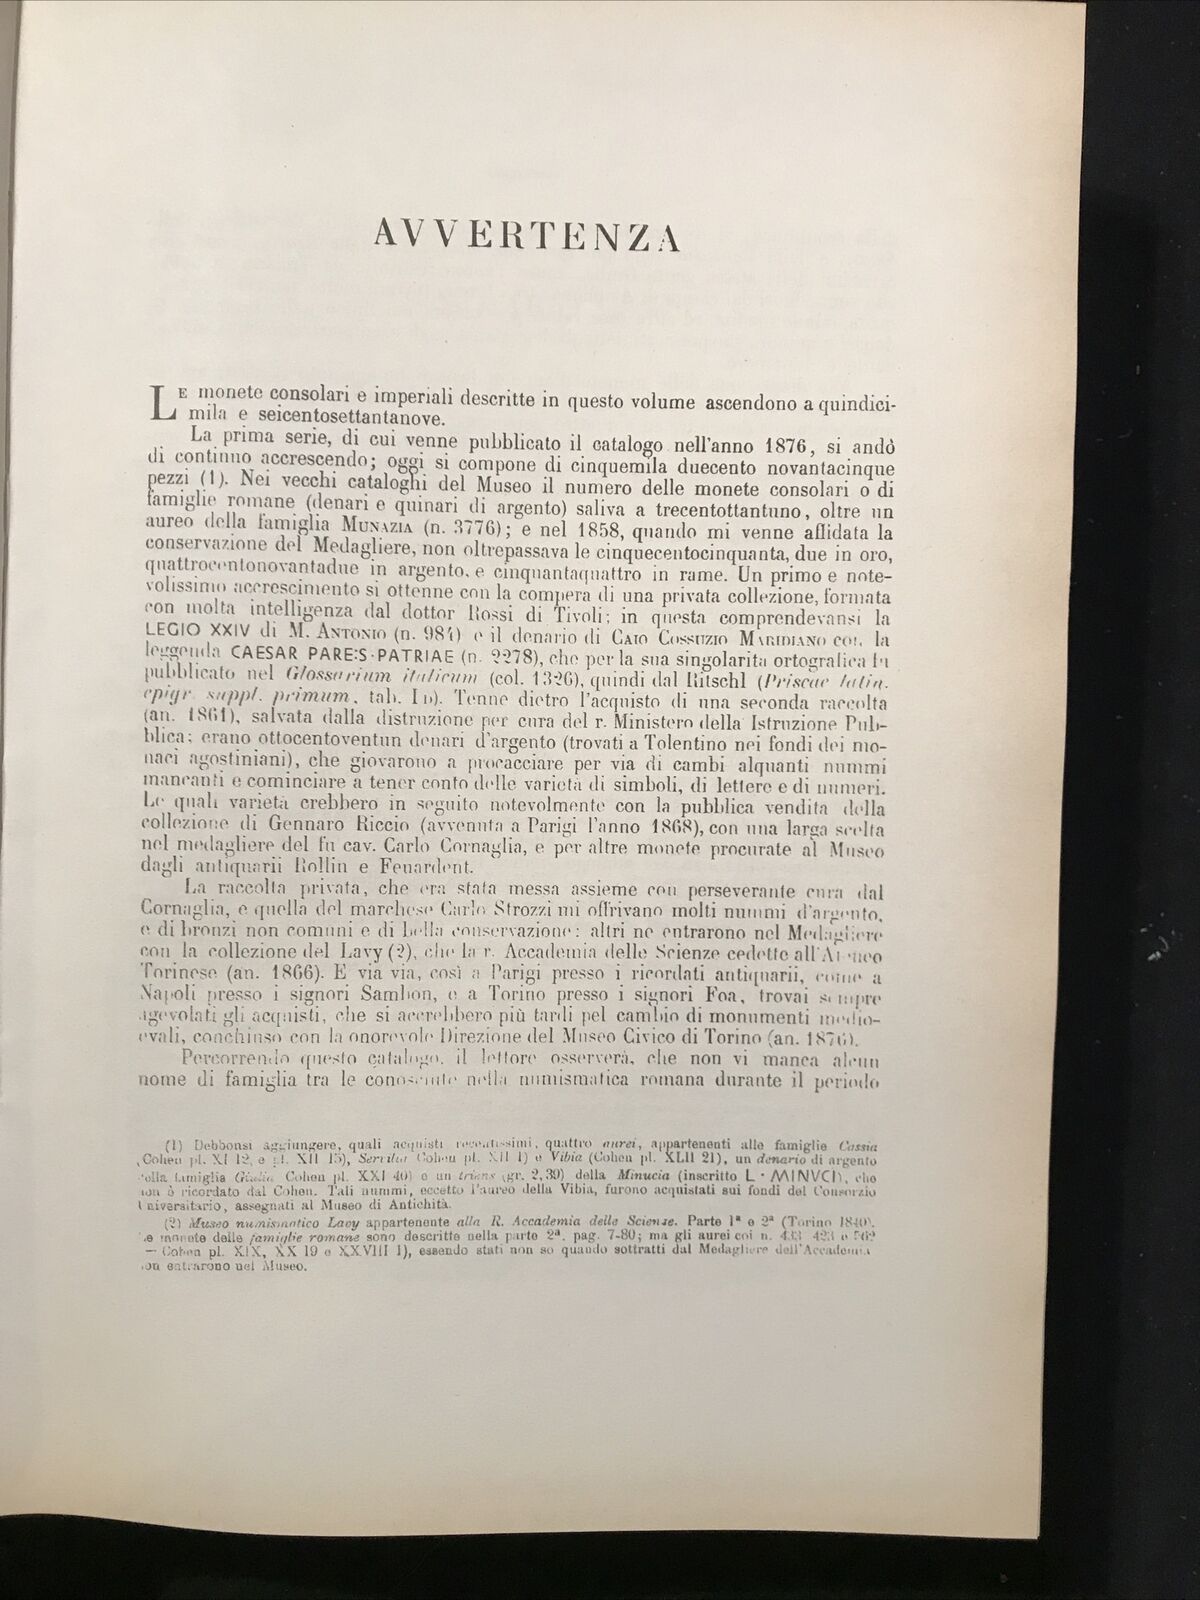 AVVERTENZA
LE monete consolari e imperiali descritte in questo volume ascendono a quindici-
mila e seicentosettantanove.
La prima serie, di cui venne pubblicato il catalogo nell'anno 1876, si andò
di continuo accrescendo; oggi si compone di cinquemila duecento novantacinque
pezzi (1). Nei vecchi cataloghi del Museo il numero delle monete consolari o di
famiglie romane (denari e quinari di argento) saliva a trecentottantuno, oltre un
aureo della famiglia MUNAZIA (n. 3776); e nel 1858, quando mi venne affidata la
conservazione del Medagliere, non oltrepassava le cinquecentocinquanta, due in oro,
quattrocentonovantadue in argento, e cinquantaquattro in rame. Un primo e note-
volissimo accrescimento si ottenne con la compera di una privata collezione, formata
con molta intelligenza dal dottor Rossi di Tivoli; in questa comprendevansi la
LEGIO XXIV di M. ANTONIO (n. 984) e il denario di CAIO COSSUZIO MARIDIANO col la
leggenda CAESAR PARE:S·PATRIAE (n. 2278), che per la sua singolarità ortografica fu
pubblicato nel Glossarium italicum (col. 1326), quindi dal Ritschl (Priscae latin.
epigr. suppl. primum, tab. ID). Tenne dietro l'acquisto di una seconda raccolta
(an. 1861), salvata dalla distruzione per cura del r. Ministero della Istruzione Pub-
blica; erano ottocentoventun denari d'argento (trovati a Tolentino nei fondi dei mo-
naci agostiniani), che giovarono a procacciare per via di cambi alquanti nummi
mancanti e cominciare a tener conto delle varietà di simboli, di lettere e di numeri.
Le quali varietà crebbero in seguito notevolmente con la pubblica vendita della
collezione di Gennaro Riccio (avvenuta a Parigi l'anno 1868), con una larga scelta
nel medagliere del fu cav. Carlo Cornaglia, e per altre monete procurate al Museo
dagli antiquarii Rollin e Feuardent.
La raccolta privata, che era stata messa assieme con perseverante cura dal
Cornaglia, e quella del marchese Carlo Strozzi mi offrivano molti nummi d'argento,
e di bronzi non comuni e di bella conservazione: altri ne entrarono nel Medagliere
con la collezione del Lavy (2), che la r. Accademia delle Scienze cedette all'Ateneo
Torinese (an. 1866). E via via, così a Parigi presso i ricordati antiquarii, come a
Napoli presso i signori Sambon, e a Torino presso i signori Foa, trovai sempre
agevolati gli acquisti, che si accrebbero più tardi pel cambio di monumenti medio-
evali, conchiuso con la onorevole Direzione del Museo Civico di Torino (an. 1876).
Percorrendo questo catalogo, il lettore osserverà, che non vi manca alcun
nome di famiglia tra le conosciute nella numismatica romana durante il periodo
(1) Debbonsi aggiungere, quali acquisti recentissimi, quattro aurei, appartenenti alle famiglie Cassia
(Cohen pl. XI 12, e pl. XII 15), Servilia (Cohen pl. XII 1) e Vibia (Cohen pl. XLII 21), un denario di argento
della famiglia Giulia (Cohen pl. XXI 40) e un triens (gr. 2,39) della Minucia (inscritto L · MINVCI), che
non è ricordato dal Cohen. Tali nummi, eccetto l'aureo della Vibia, furono acquistati sui fondi del Consorzio
Universitario, assegnati al Museo di Antichità.
(2) Museo numismatico Lavy appartenente alla R. Accademia delle Scienze. Parte 1ª e 2ª (Torino 1840).
Le monete delle famiglie romane sono descritte nella parte 2ª. pag. 7-80; ma gli aurei coi n. 433 423 e 562
— Cohen pl. XIX, XX 19 e XXVIII 1), essendo stati non so quando sottratti dal Medagliere dell'Accademia
non entrarono nel Museo.